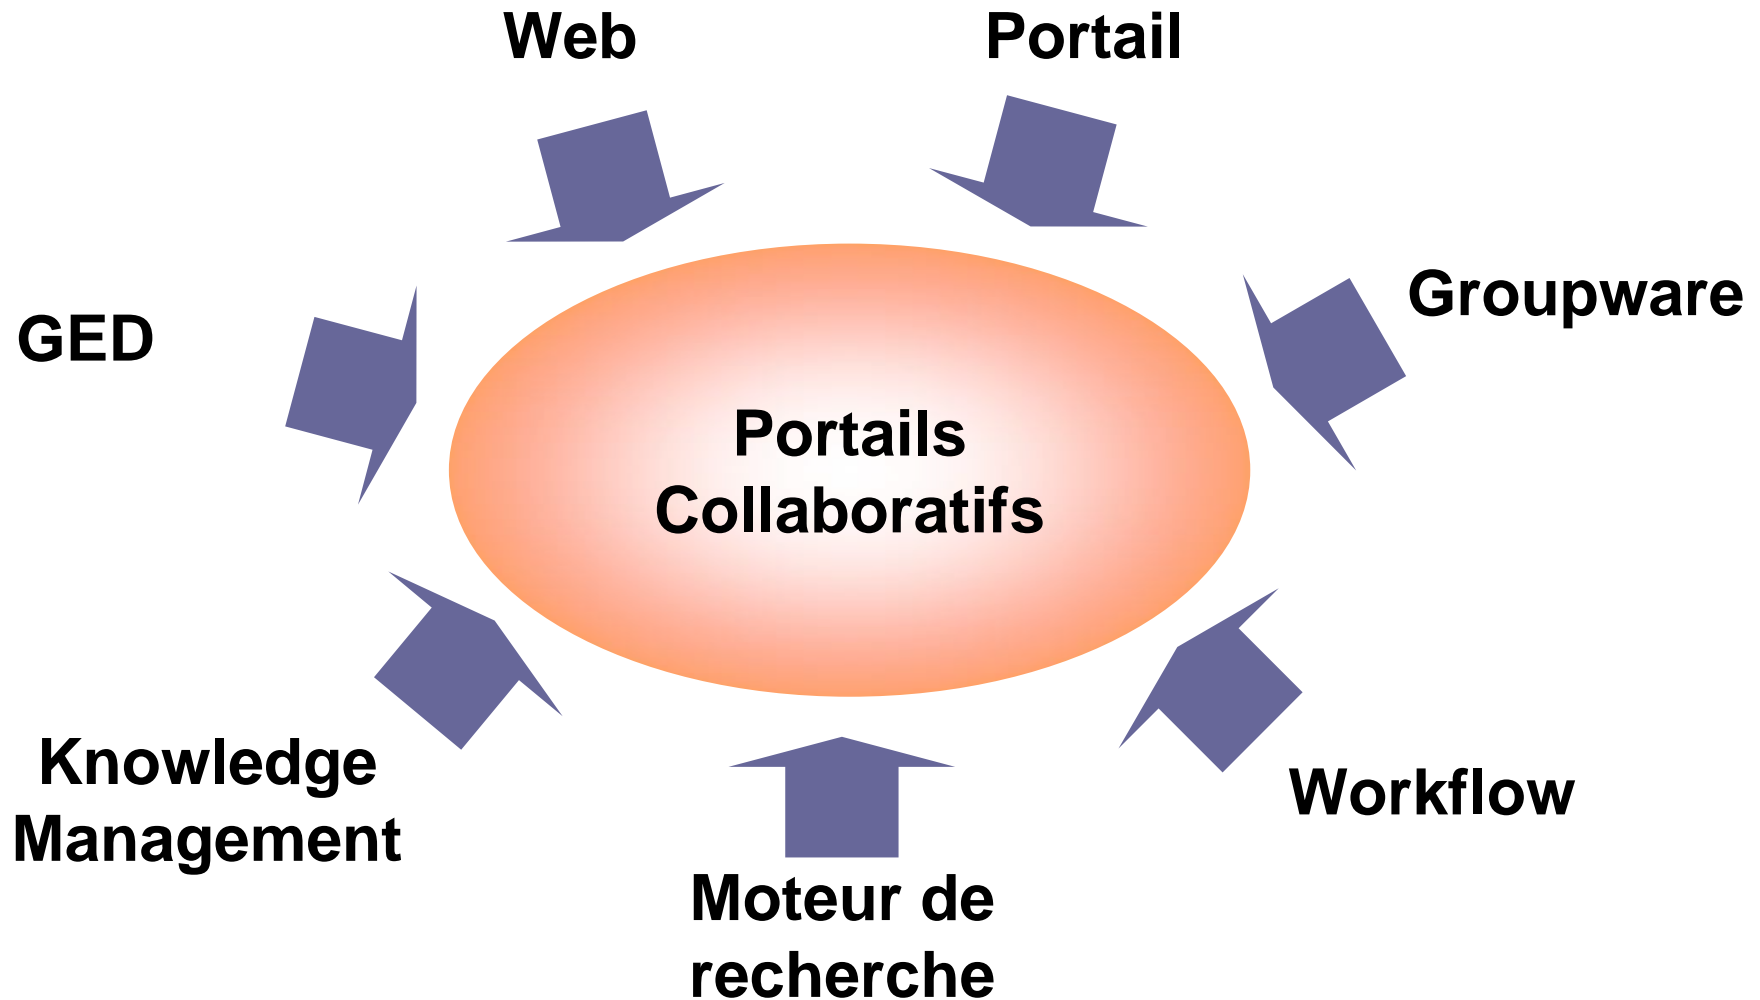 Web
Portail
Groupware
GED
Portails
Collaboratifs
Knowledge
Management
Workflow
Moteur de
recherche